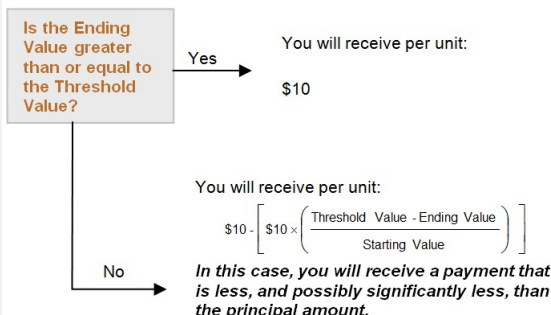 Is the Ending
Value greater
than or equal to
the Threshold
Value?
Yes
You will receive per unit:
$10
You will receive per unit:
$10 - [ $10 × ( Threshold Value - Ending Value
Starting Value ) ]
No
In this case, you will receive a payment that
is less, and possibly significantly less, than
the principal amount.